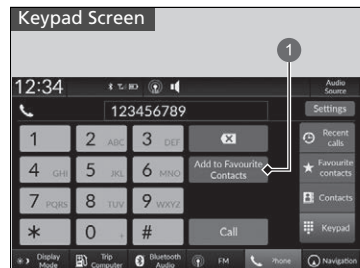 Keypad Screen
1
12:34
Audio
Source
123456789
Settings
1
2 ABC
3 DEF
Recent
calls
4 GHI
5 JKL
6 MNO
Add to Favourite
Contacts
Favourite
contacts
7 PQRS
8 TUV
9 WXYZ
Contacts
*
0
#
Call
Keypad
Display
Mode
Trip
Computer
Bluetooth
Audio
FM
Phone
Navigation